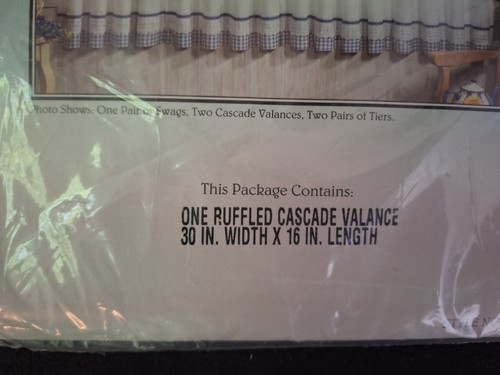 Photo Shows: One Pair of Swags, Two Cascade Valances, Two Pairs of Tiers.
This Package Contains:
ONE RUFFLED CASCADE VALANCE
30 IN. WIDTH X 16 IN. LENGTH
STYLE